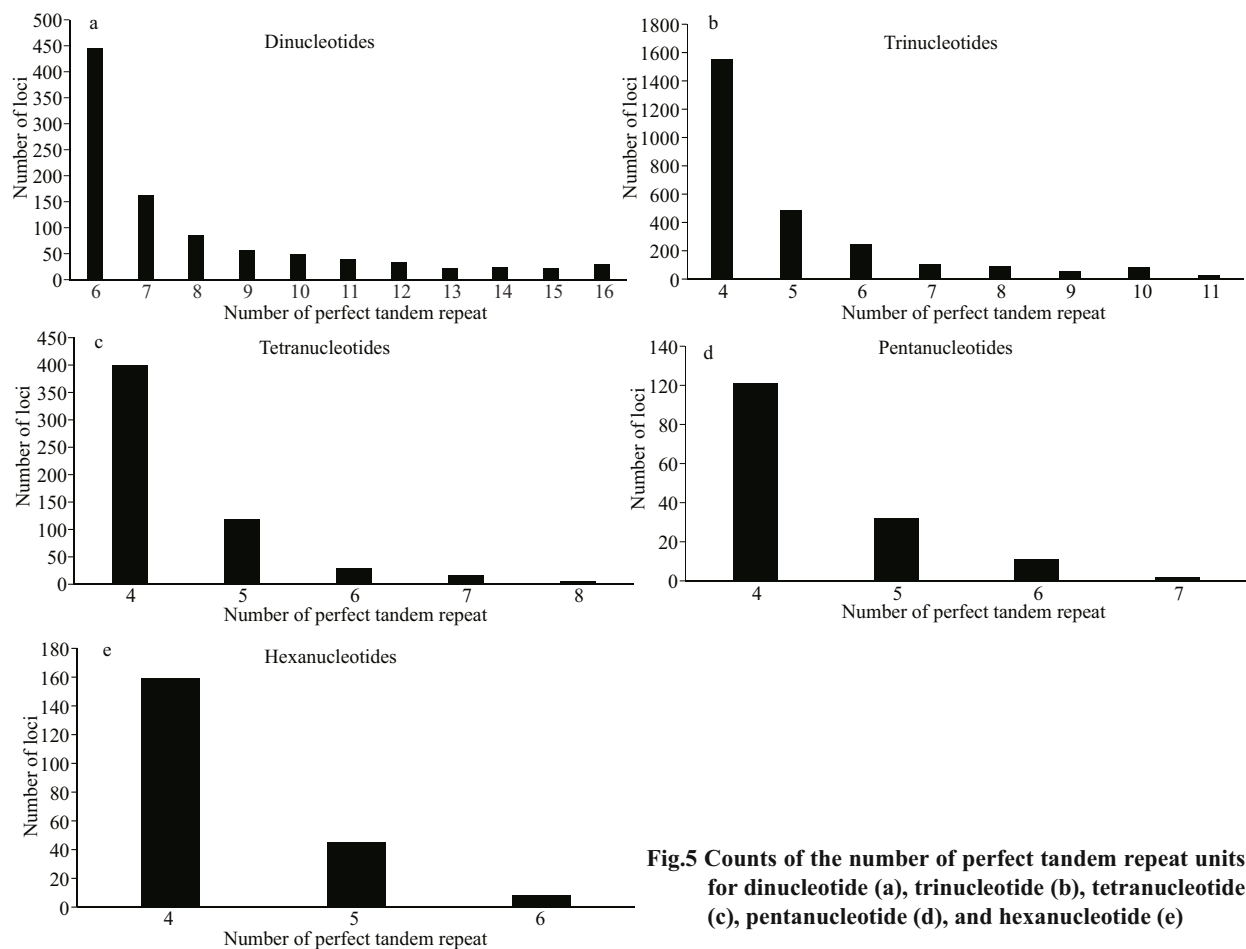 a
Dinucleotides
Number of loci
500
450
400
350
300
250
200
150
100
50
0
6 7 8 9 10 11 12 13 14 15 16
Number of perfect tandem repeat
b
Trinucleotides
Number of loci
1800
1600
1400
1200
1000
800
600
400
200
0
4 5 6 7 8 9 10 11
Number of perfect tandem repeat
c
Tetranucleotides
Number of loci
450
400
350
300
250
200
150
100
50
0
4 5 6 7 8
Number of perfect tandem repeat
d
Pentanucleotides
Number of loci
140
120
80
60
40
20
0
4 5 6 7
Number of perfect tandem repeat
e
Hexanucleotides
Number of loci
180
160
140
120
100
80
60
40
20
0
4 5 6
Number of perfect tandem repeat
Fig.5 Counts of the number of perfect tandem repeat units
for dinucleotide (a), trinucleotide (b), tetranucleotide
(c), pentanucleotide (d), and hexanucleotide (e)